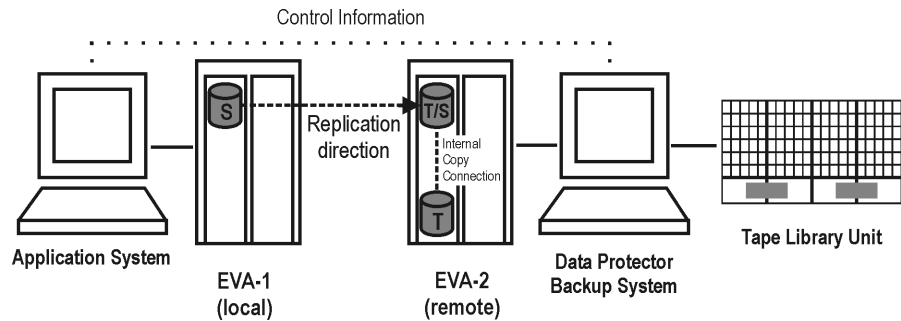 Control Information
S
T/S
Replication
direction
Internal
Copy
Connection
T
Application System
EVA-1
(local)
EVA-2
(remote)
Data Protector
Backup System
Tape Library Unit